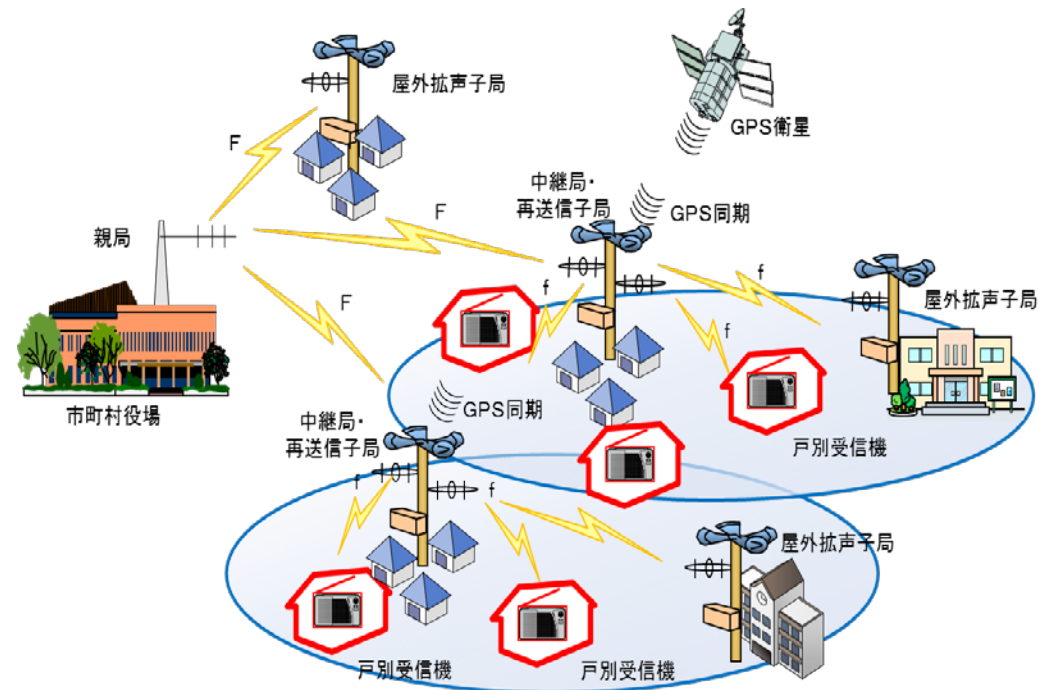 屋外拡声子局
GPS衛星
F
中継局・
再送信子局
GPS同期
F
親局
f
屋外拡声子局
F
f
f
市町村役場
GPS同期
中継局・
再送信子局
戸別受信機
f
f
屋外拡声子局
戸別受信機
戸別受信機